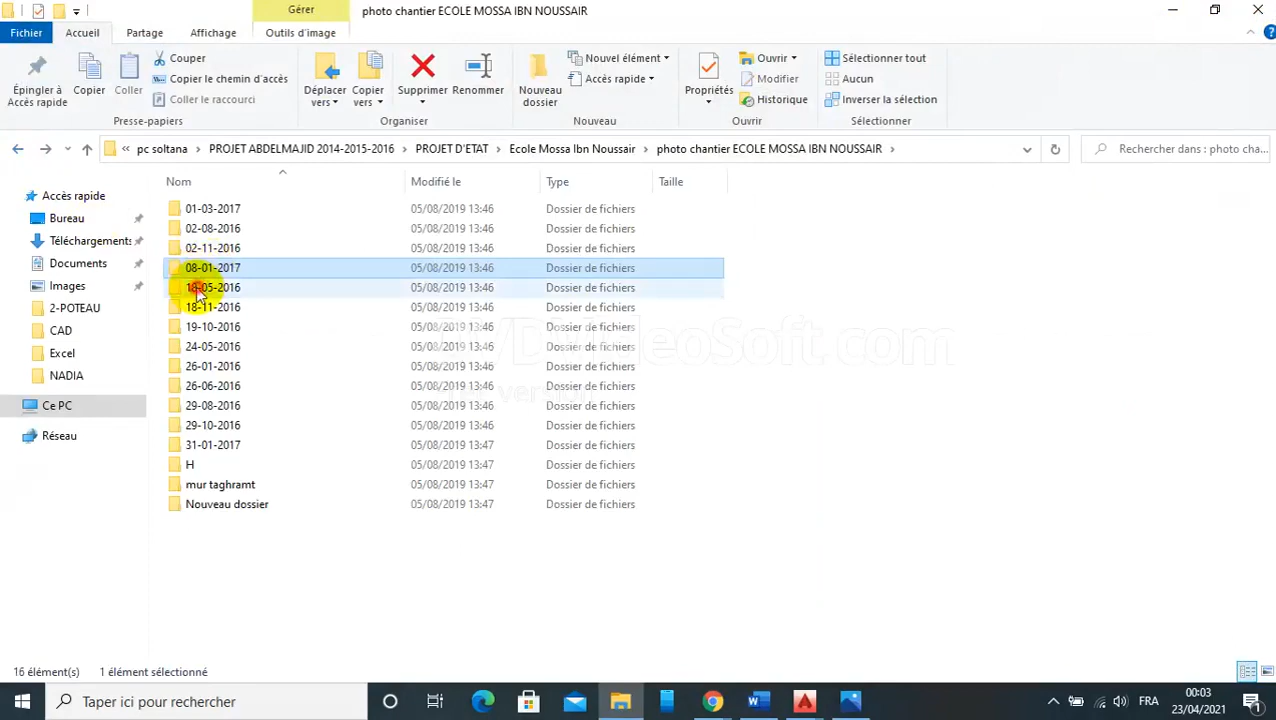 Gérer
photo chantier ECOLE MOSSA IBN NOUSSAIR
Fichier
Accueil
Partage
Affichage
Outils d'image
Épingler à
Accès rapide
Copier
Coller
Couper
Copier le chemin d'accès
Coller le raccourci
Presse-papiers
Déplacer
vers
Copier
vers
Supprimer
Renommer
Organiser
Nouveau
dossier
Nouvel élément
Accès rapide
Nouveau
Propriétés
Ouvrir
Modifier
Historique
Ouvrir
Sélectionner tout
Aucun
Inverser la sélection
Sélectionner
« pc soltana > PROJET ABDELMAJID 2014-2015-2016 > PROJET D'ETAT > Ecole Mossa Ibn Noussair > photo chantier ECOLE MOSSA IBN NOUSSAIR >
Rechercher dans : photo cha...
Accès rapide
Bureau
Téléchargements
Documents
Images
2-POTEAU
CAD
Excel
NADIA
Ce PC
Réseau
Nom Modifié le Type Taille
01-03-2017 05/08/2019 13:46 Dossier de fichiers
02-08-2016 05/08/2019 13:46 Dossier de fichiers
02-11-2016 05/08/2019 13:46 Dossier de fichiers
08-01-2017 05/08/2019 13:46 Dossier de fichiers
18-05-2016 05/08/2019 13:46 Dossier de fichiers
18-11-2016 05/08/2019 13:46 Dossier de fichiers
19-10-2016 05/08/2019 13:46 Dossier de fichiers
24-05-2016 05/08/2019 13:46 Dossier de fichiers
26-01-2016 05/08/2019 13:46 Dossier de fichiers
26-06-2016 05/08/2019 13:46 Dossier de fichiers
29-08-2016 05/08/2019 13:46 Dossier de fichiers
29-10-2016 05/08/2019 13:46 Dossier de fichiers
31-01-2017 05/08/2019 13:47 Dossier de fichiers
H 05/08/2019 13:47 Dossier de fichiers
mur taghramt 05/08/2019 13:47 Dossier de fichiers
Nouveau dossier 05/08/2019 13:47 Dossier de fichiers
DVDVideoSoft.com
version
16 élément(s) 1 élément sélectionné
Taper ici pour rechercher
FRA
00:03
23/04/2021
1